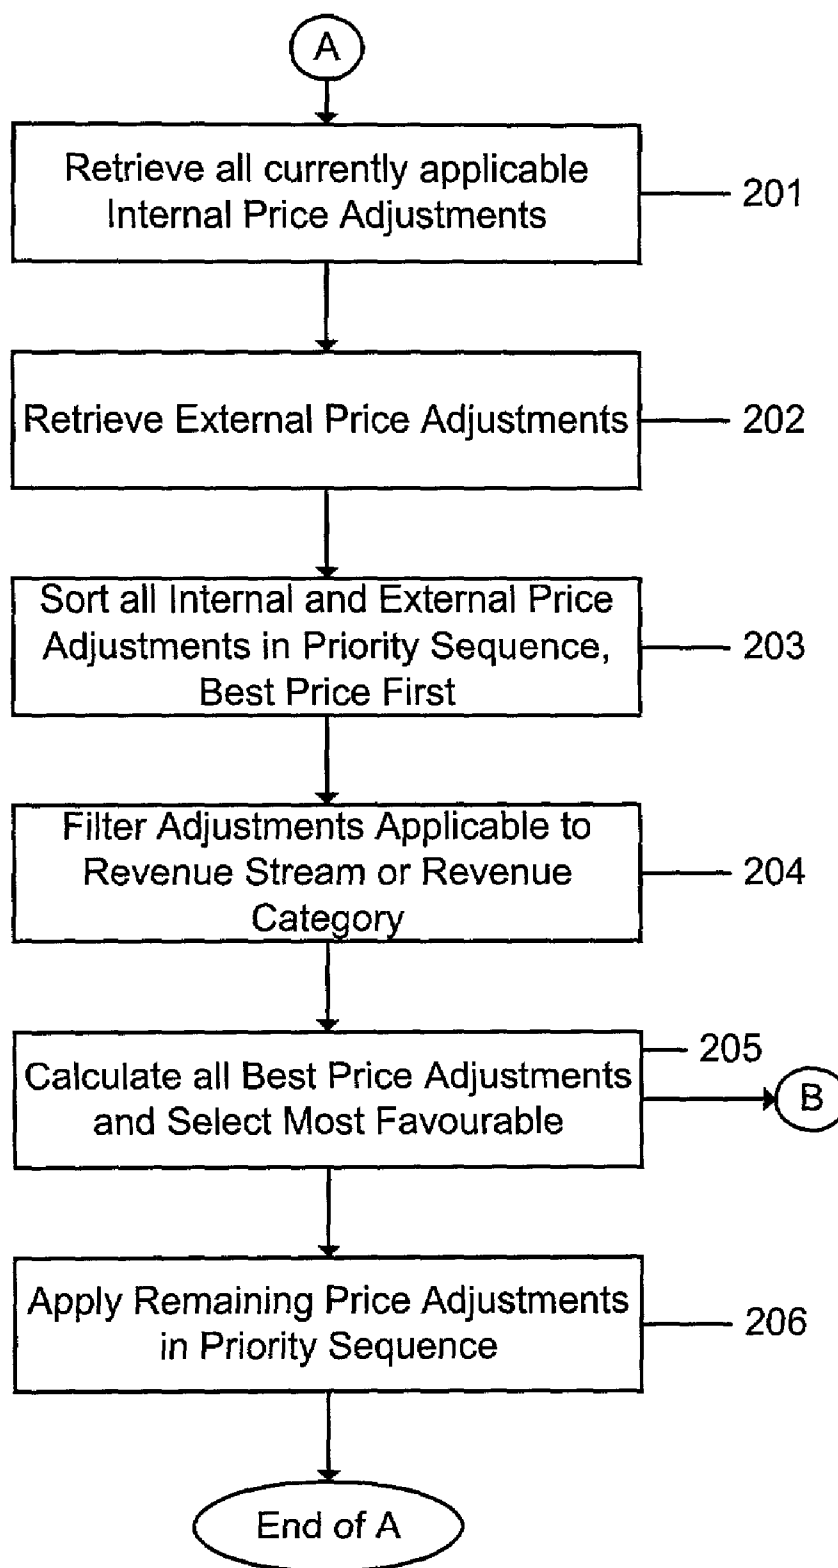 A
Retrieve all currently applicable
Internal Price Adjustments
201
Retrieve External Price Adjustments
202
Sort all Internal and External Price
Adjustments in Priority Sequence,
Best Price First
203
Filter Adjustments Applicable to
Revenue Stream or Revenue
Category
204
Calculate all Best Price Adjustments
and Select Most Favourable
205
B
Apply Remaining Price Adjustments
in Priority Sequence
206
End of A